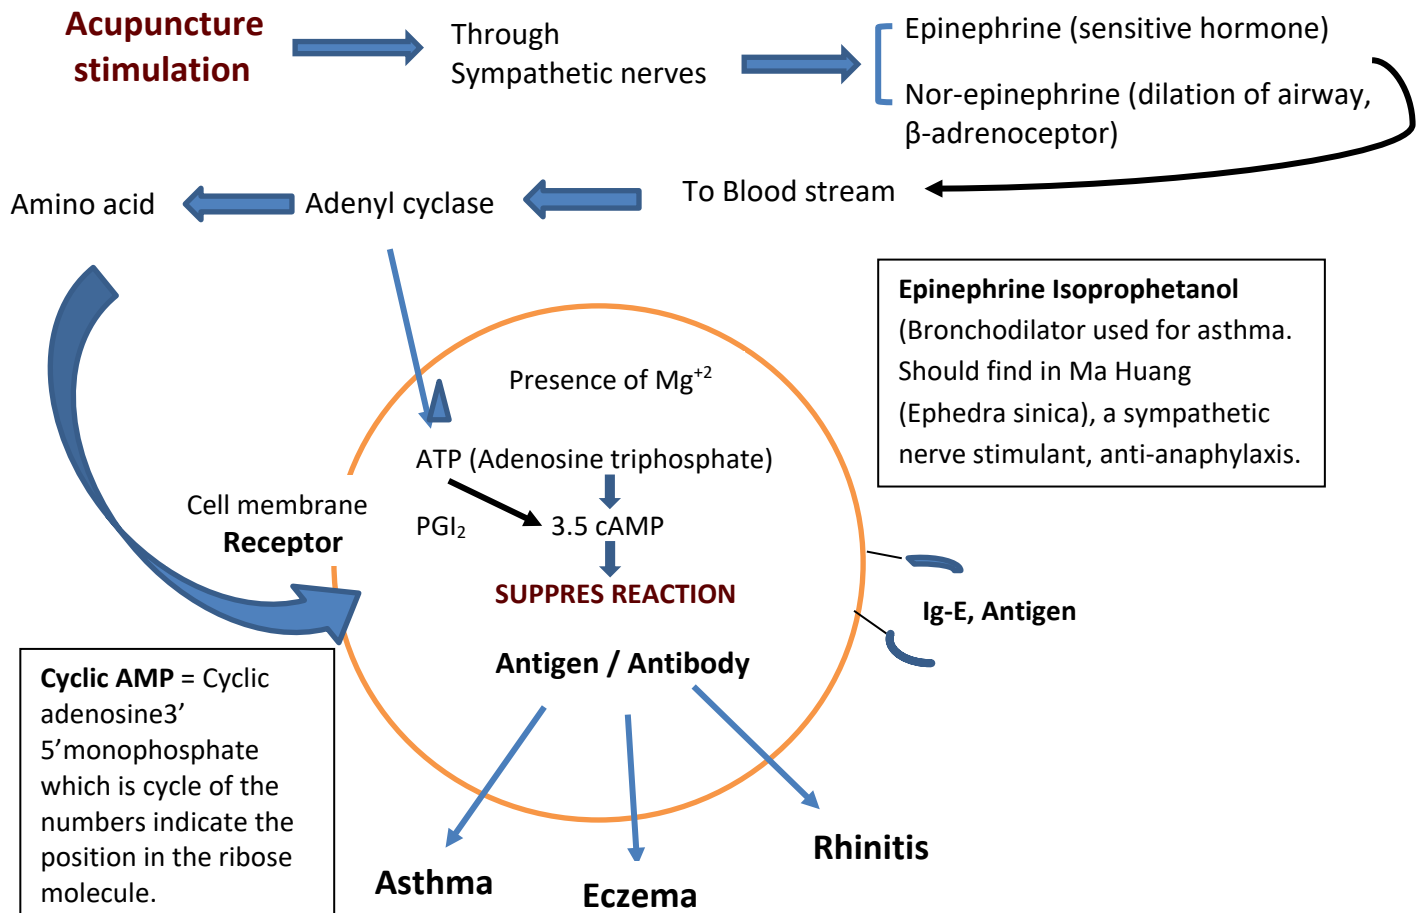 Acupuncture
stimulation
Through
Sympathetic nerves
Epinephrine (sensitive hormone)
Nor-epinephrine (dilation of airway,
β-adrenoceptor)
To Blood stream
Adenyl cyclase
Amino acid
Epinephrine Isoprophetanol
(Bronchodilator used for asthma.
Should find in Ma Huang
(Ephedra sinica), a sympathetic
nerve stimulant, anti-anaphylaxis.
Presence of Mg⁺²
ATP (Adenosine triphosphate)
Cell membrane
Receptor
PGI₂
3.5 cAMP
SUPPRES REACTION
Ig-E, Antigen
Antigen / Antibody
Cyclic AMP = Cyclic
adenosine3’
5’monophosphate
which is cycle of the
numbers indicate the
position in the ribose
molecule.
Asthma
Eczema
Rhinitis